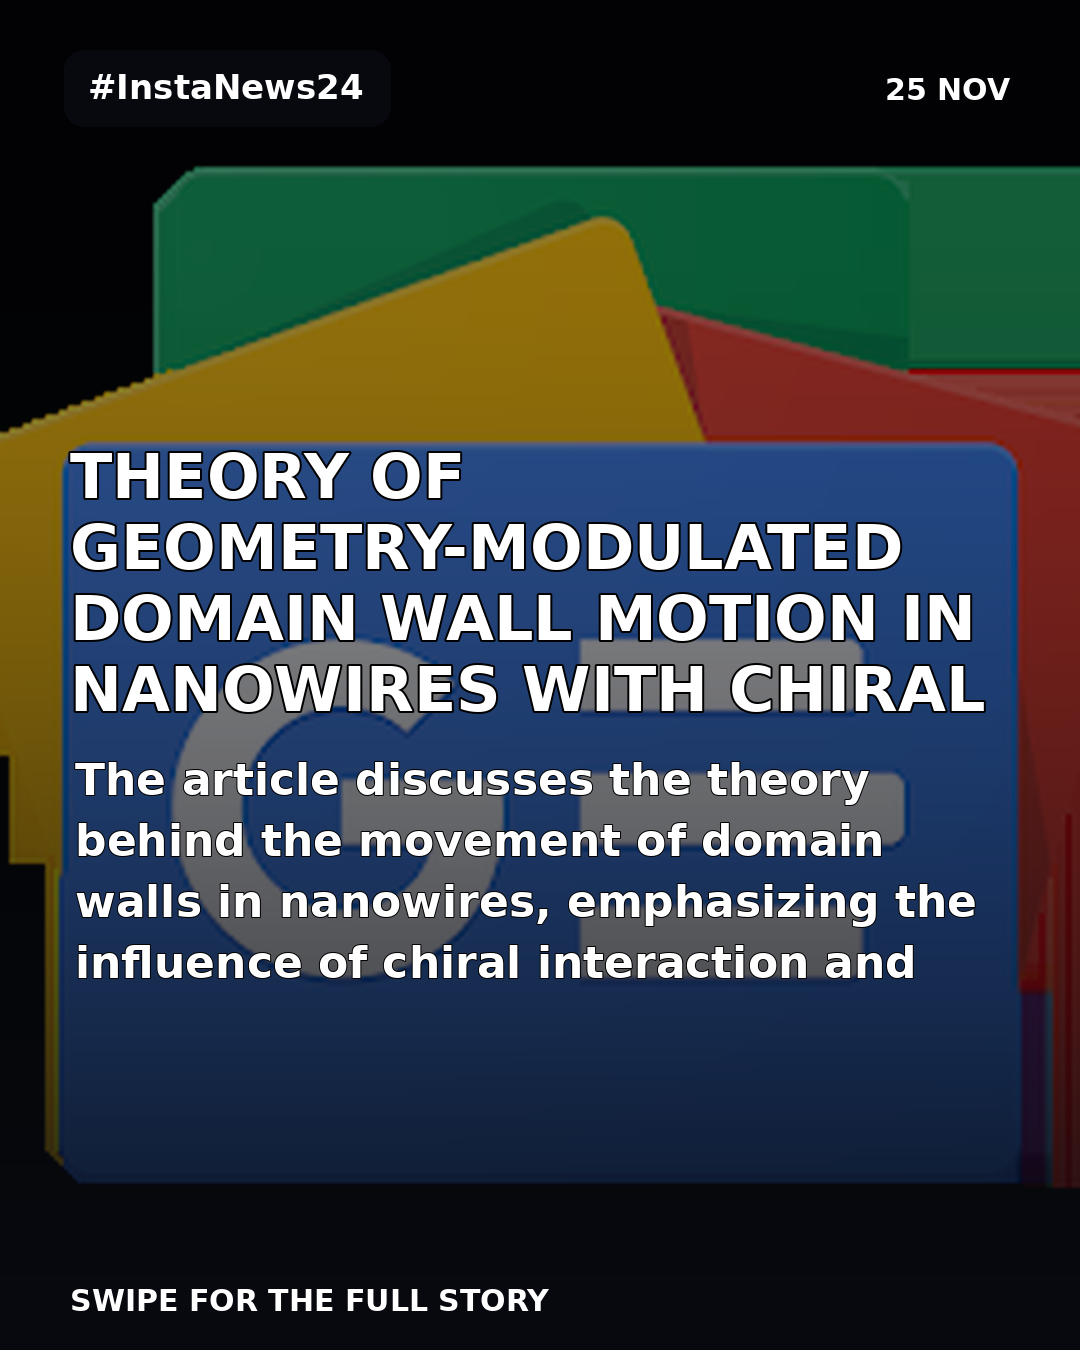 #InstaNews24
25 NOV
THEORY OF
GEOMETRY-MODULATED
DOMAIN WALL MOTION IN
NANOWIRES WITH CHIRAL
The article discusses the theory
behind the movement of domain
walls in nanowires, emphasizing the
influence of chiral interaction and
SWIPE FOR THE FULL STORY